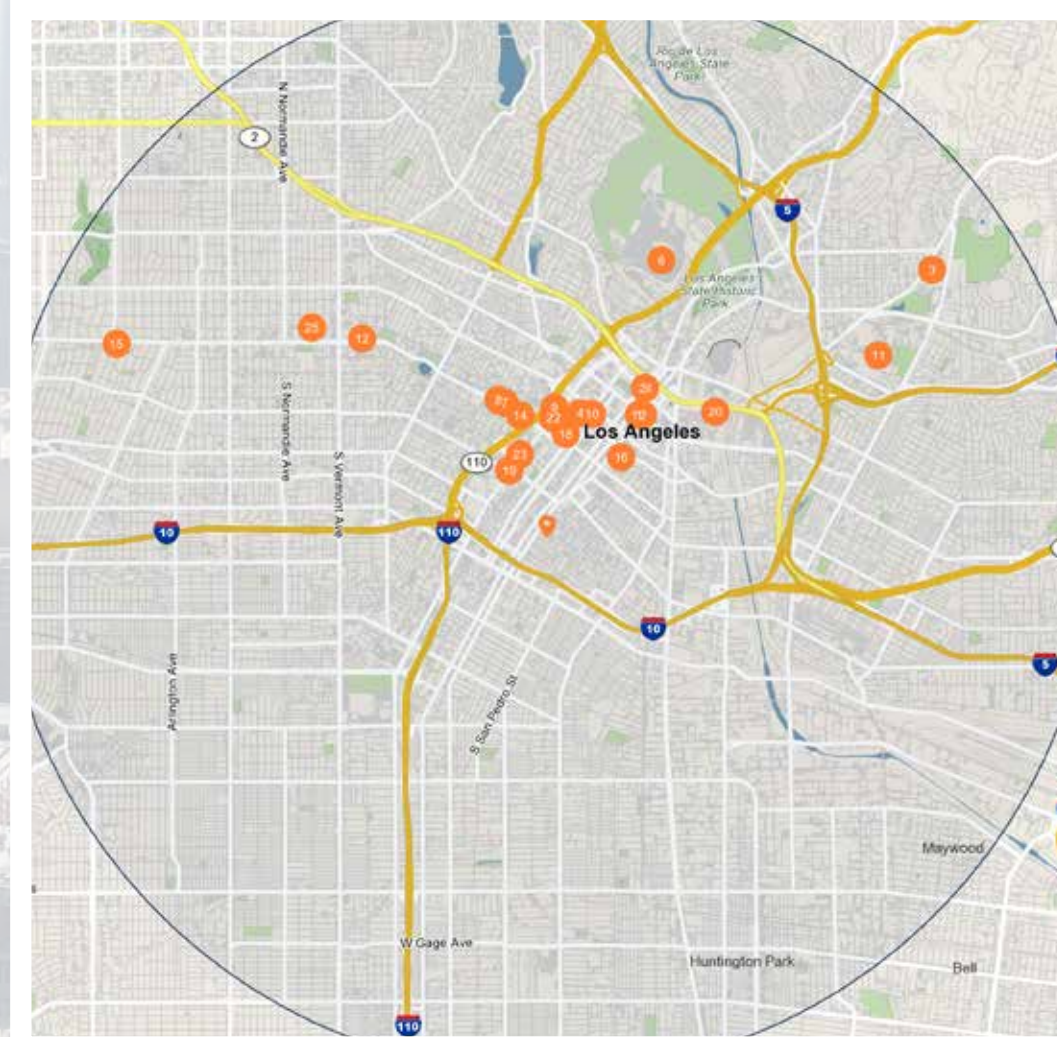 Rio de Los
Angeles State
Park
N Normandie Ave
2
5
6
3
Los Angeles
State Historic
Park
25
12
15
11
14
22
4
10
20
18
Los Angeles
16
23
19
110
S Normandie Ave
S Vermont Ave
10
110
10
5
Arlington Ave
S San Pedro St
Maywood
W Gage Ave
Huntington Park
Bell
110